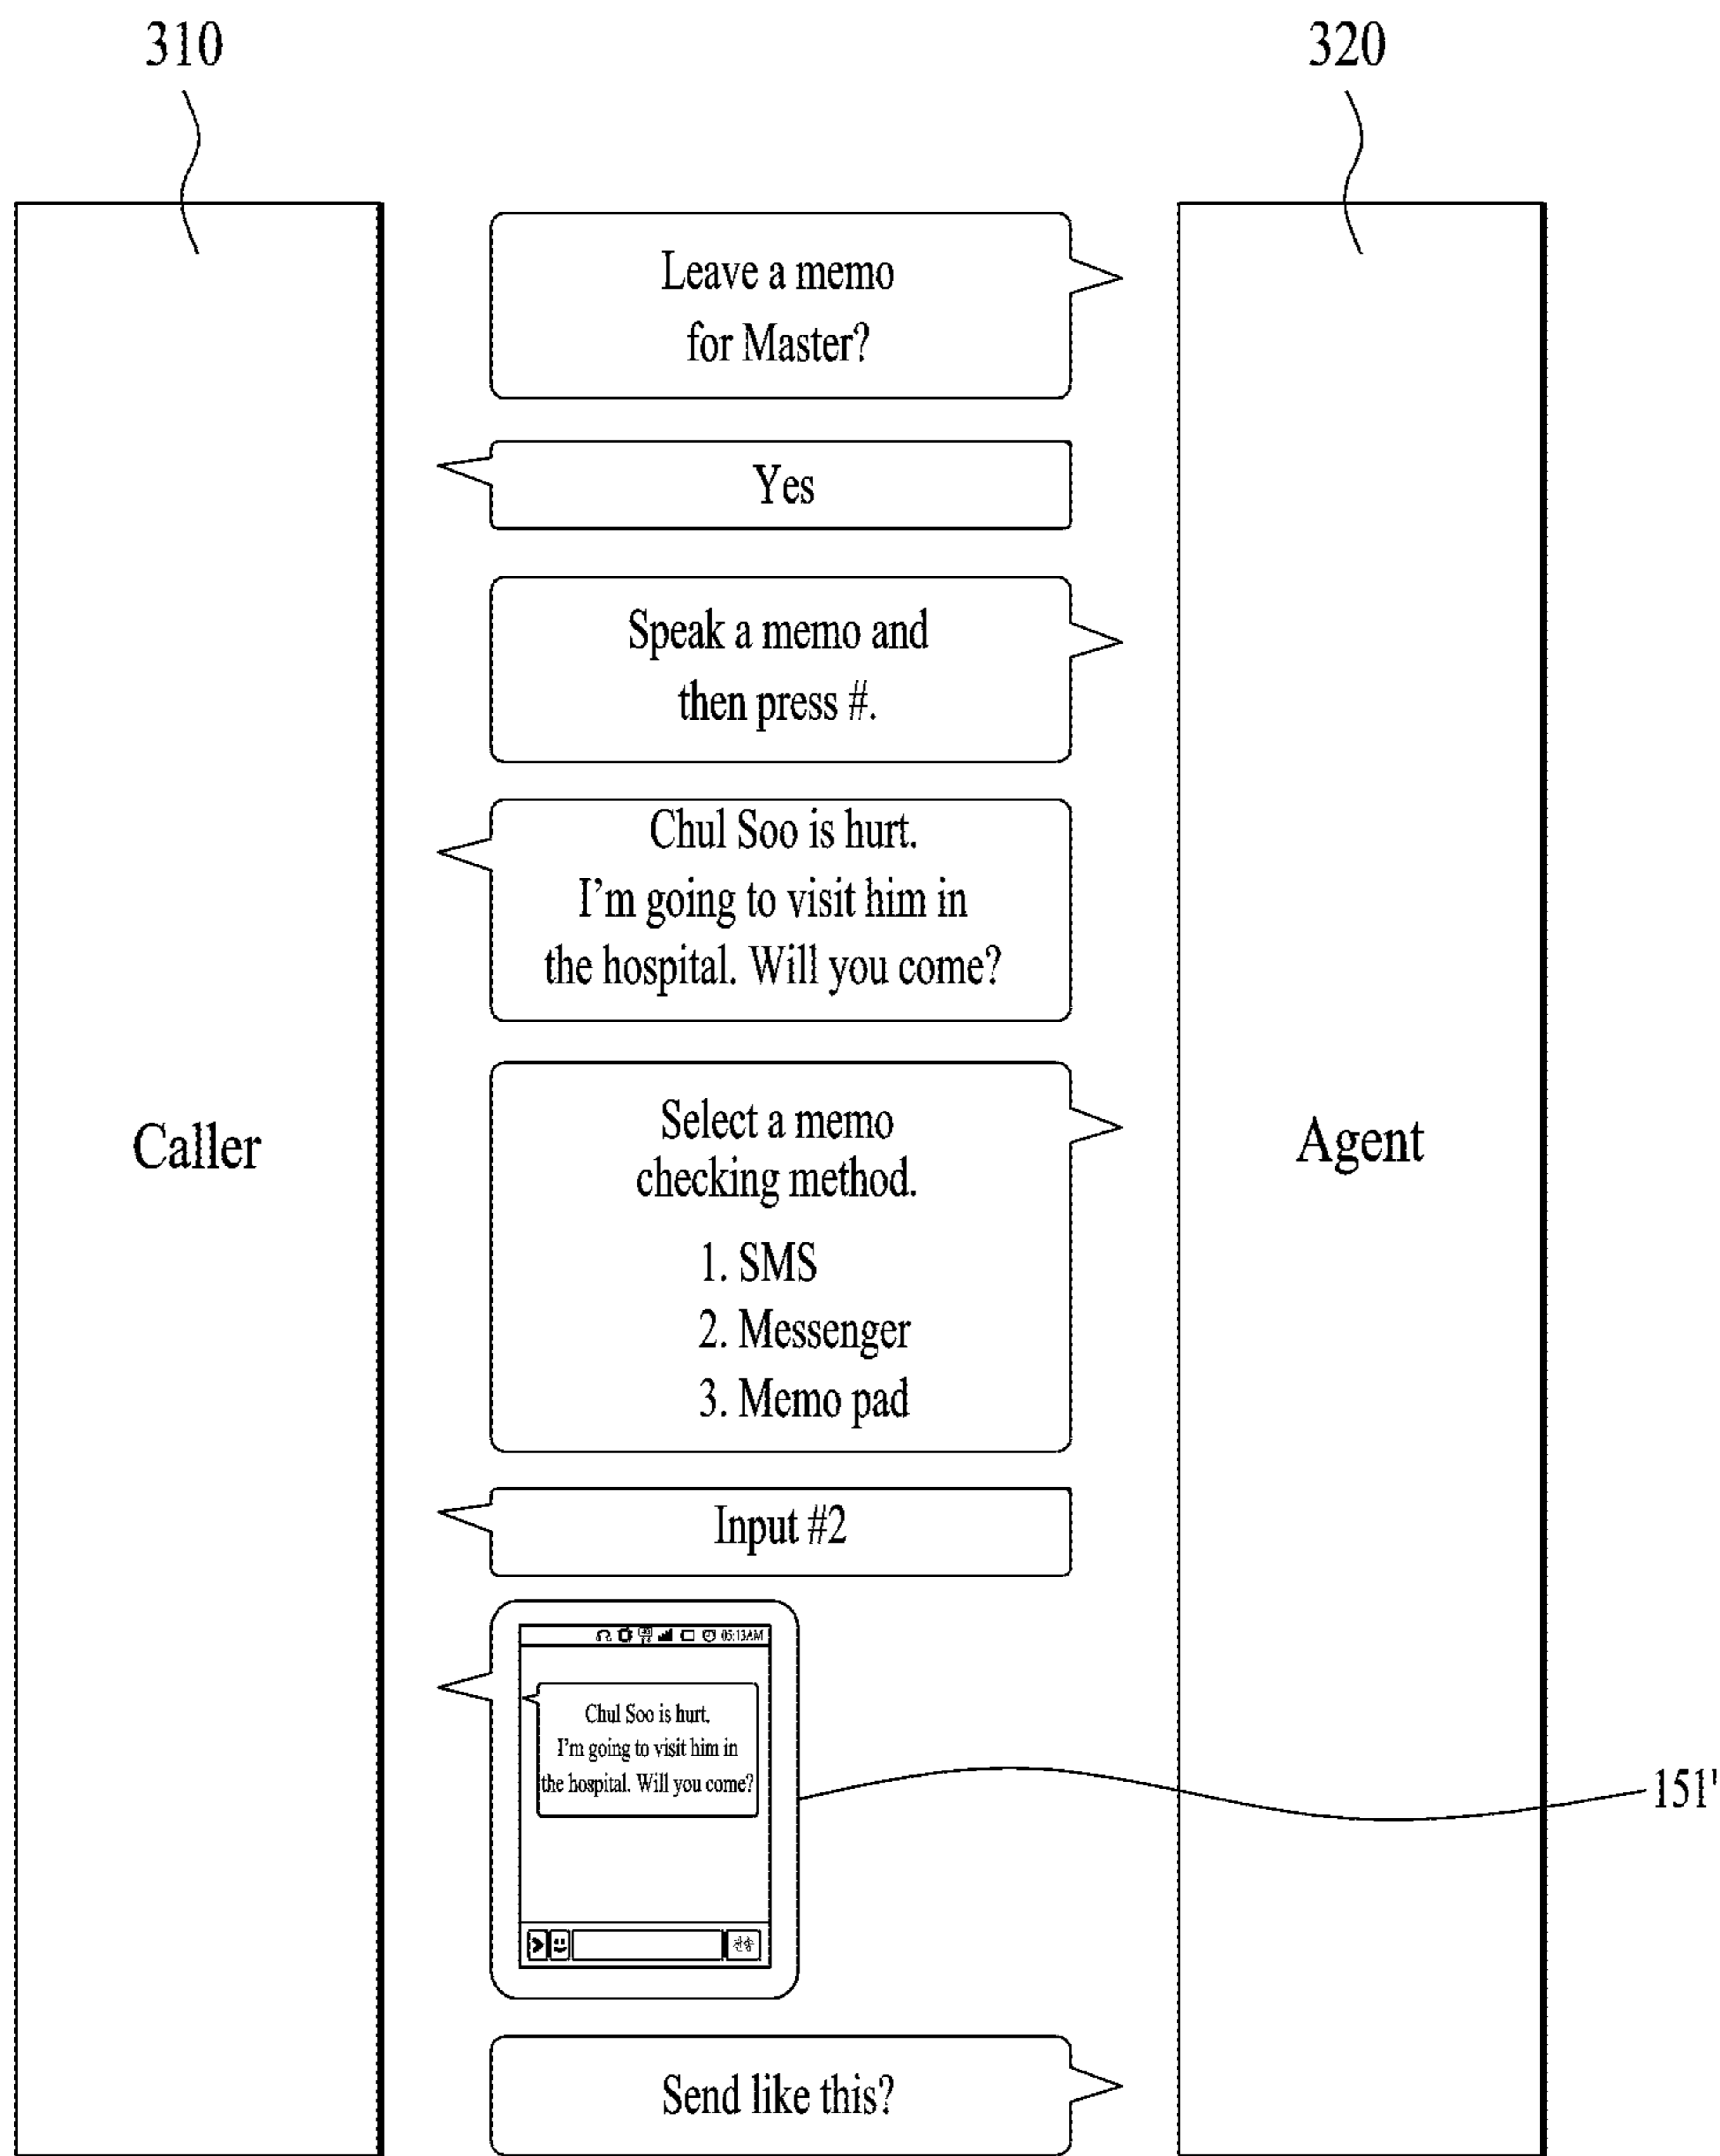 310
320
Leave a memo
for Master?
Yes
Speak a memo and
then press #.
Chul Soo is hurt.
I'm going to visit him in
the hospital. Will you come?
Caller
Agent
Select a memo
checking method.
1. SMS
2. Messenger
3. Memo pad
Input #2
05:13AM
Chul Soo is hurt.
I'm going to visit him in
the hospital. Will you come?
151'
전송
Send like this?